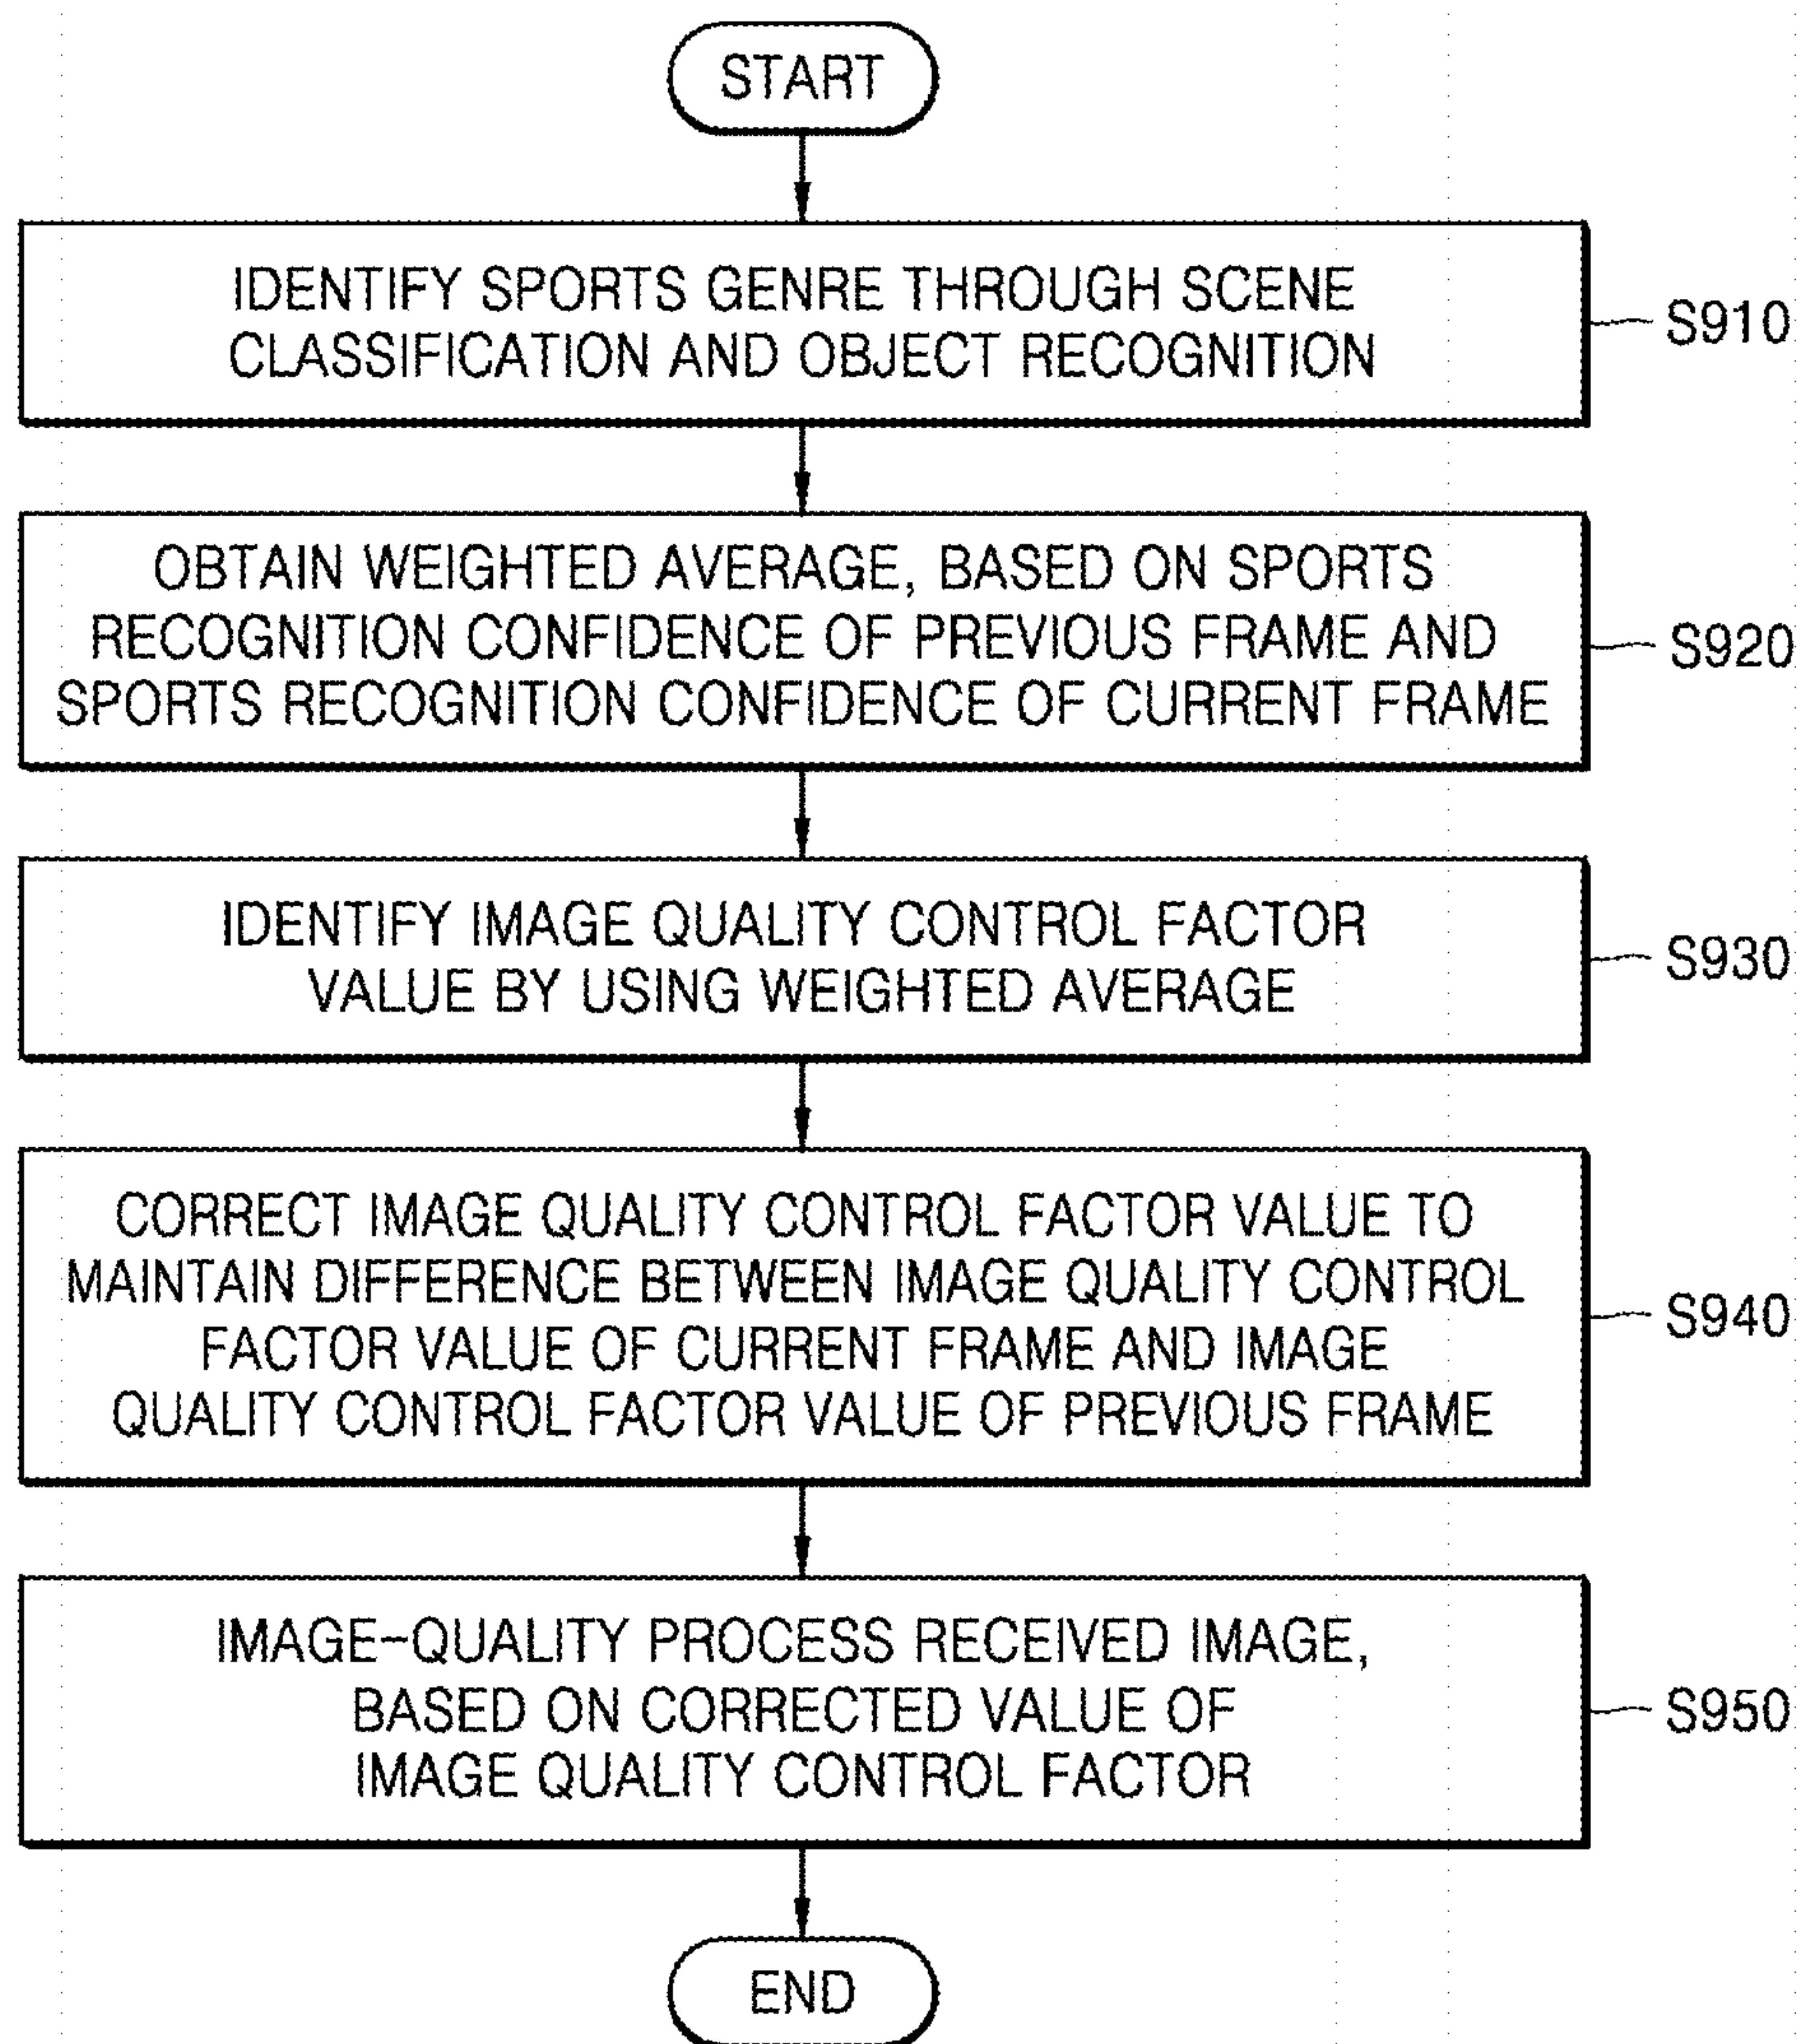 START
IDENTIFY SPORTS GENRE THROUGH SCENE
CLASSIFICATION AND OBJECT RECOGNITION
S910
OBTAIN WEIGHTED AVERAGE, BASED ON SPORTS
RECOGNITION CONFIDENCE OF PREVIOUS FRAME AND
SPORTS RECOGNITION CONFIDENCE OF CURRENT FRAME
S920
IDENTIFY IMAGE QUALITY CONTROL FACTOR
VALUE BY USING WEIGHTED AVERAGE
S930
CORRECT IMAGE QUALITY CONTROL FACTOR VALUE TO
MAINTAIN DIFFERENCE BETWEEN IMAGE QUALITY CONTROL
FACTOR VALUE OF CURRENT FRAME AND IMAGE
QUALITY CONTROL FACTOR VALUE OF PREVIOUS FRAME
S940
IMAGE-QUALITY PROCESS RECEIVED IMAGE,
BASED ON CORRECTED VALUE OF
IMAGE QUALITY CONTROL FACTOR
S950
END